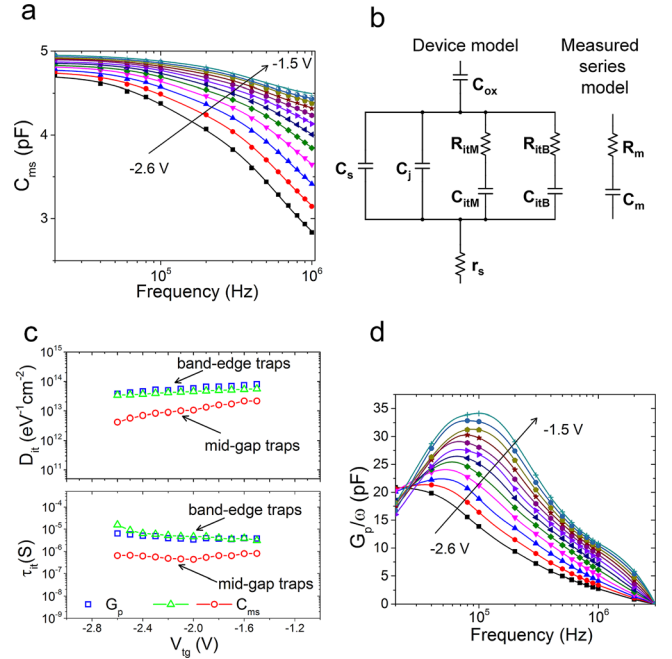 a
5
4
3
C_ms (pF)
-1.5 V
-2.6 V
10^5
10^6
Frequency (Hz)
b
Device model
Measured
series
model
C_ox
R_itM
R_itB
R_m
C_s
C_j
C_itM
C_itB
C_m
r_s
c
10^15
10^14
10^13
10^12
10^11
D_it (eV^-1cm^-2)
band-edge traps
mid-gap traps
10^-4
10^-5
10^-6
10^-7
10^-8
10^-9
τ_it(S)
band-edge traps
mid-gap traps
G_p
C_ms
-2.8
-2.4
-2.0
-1.6
-1.2
V_tg (V)
d
35
30
25
20
15
10
5
0
G_p/ω (pF)
-1.5 V
-2.6 V
10^5
10^6
Frequency (Hz)